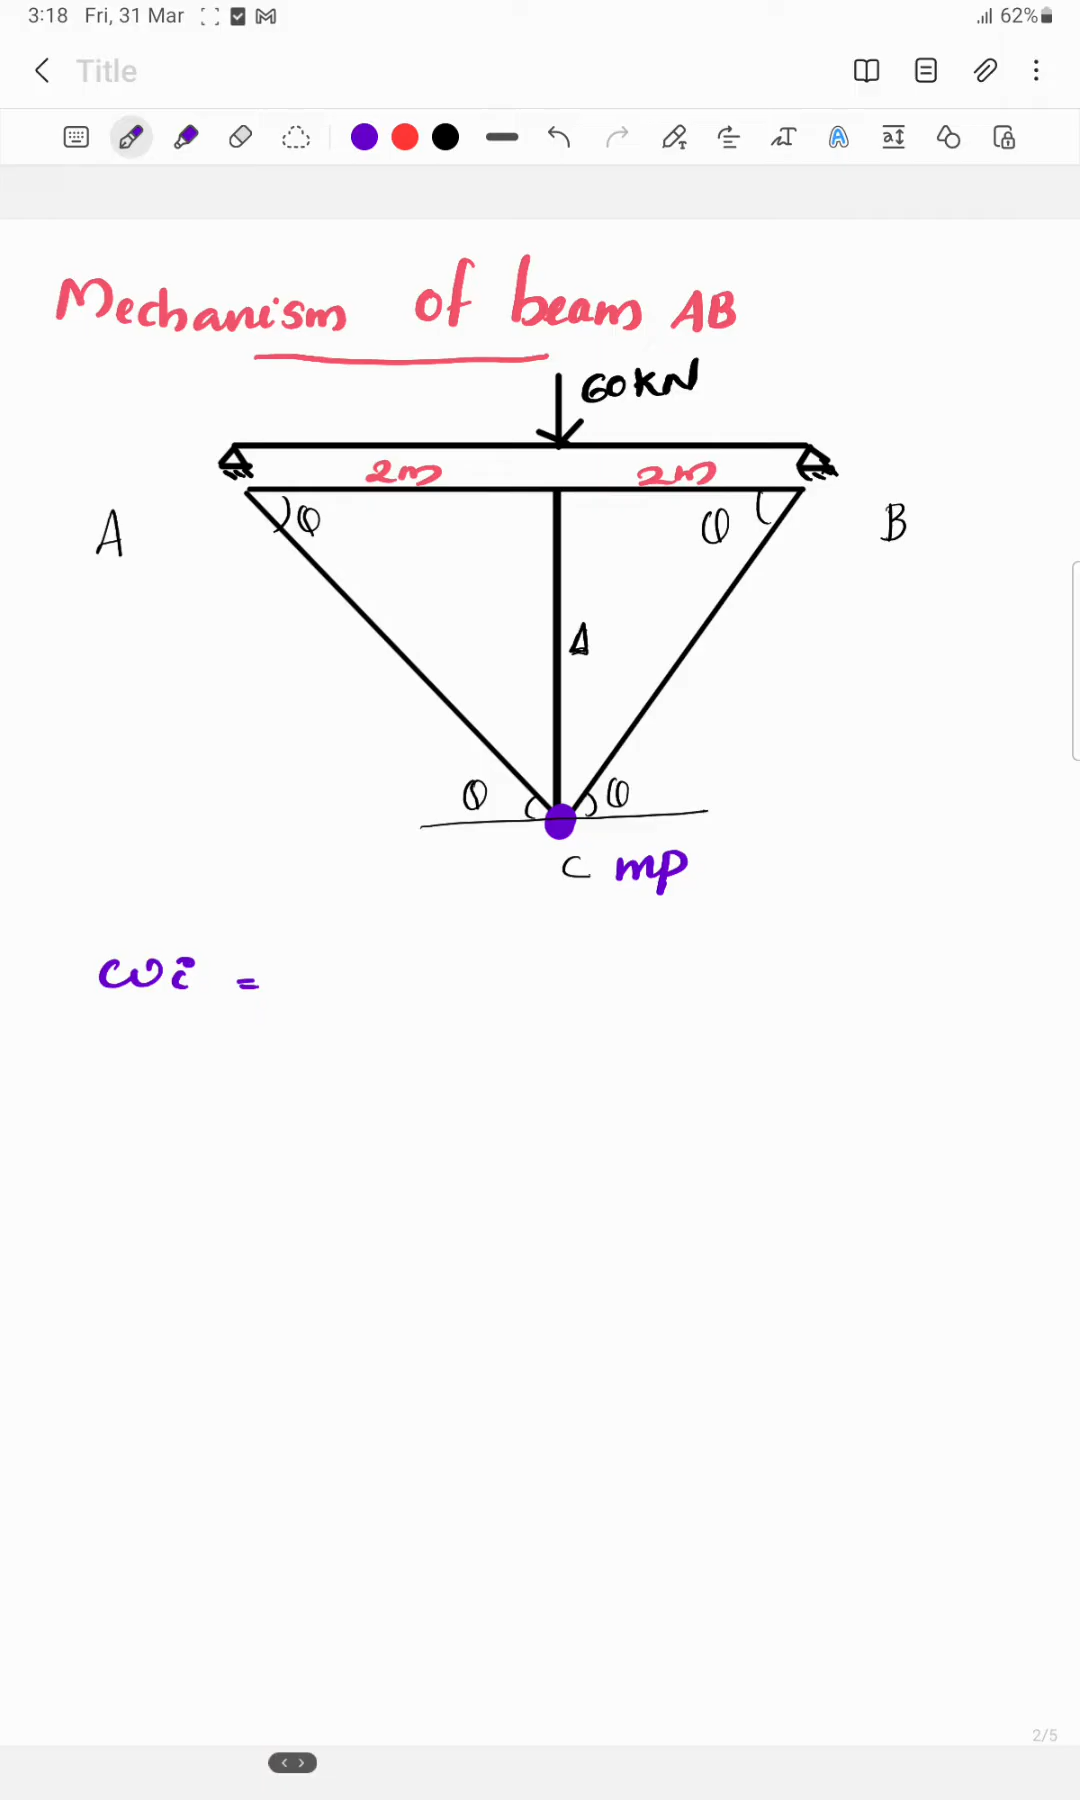 3:18 Fri, 31 Mar 62%
Title
Mechanism of beam AB
60KN
2m 2m
A θ θ B
Δ
θ θ
C mp
wi =
2/5